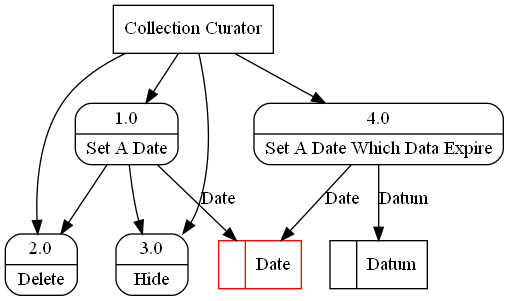 Collection Curator
1.0
Set A Date
4.0
Set A Date Which Data Expire
Date
Date
Datum
2.0
Delete
3.0
Hide
Date
Datum